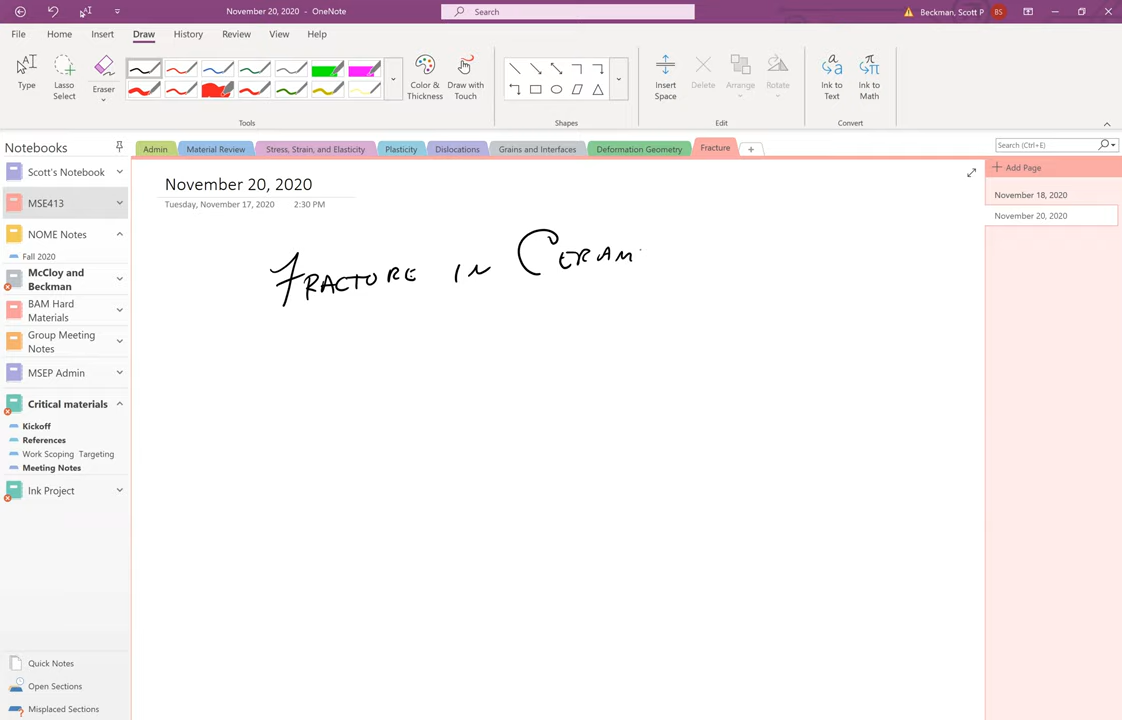 November 20, 2020 - OneNote
Search
Beckman, Scott P
BS
File Home Insert Draw History Review View Help
Type
Lasso Select
Eraser
Color & Thickness
Draw with Touch
Insert Space
Delete
Arrange
Rotate
Ink to Text
Ink to Math
Tools
Shapes
Edit
Convert
Notebooks
Admin Material Review Stress, Strain, and Elasticity Plasticity Dislocations Grains and Interfaces Deformation Geometry Fracture
Search (Ctrl+E)
Scott's Notebook
MSE413
NOME Notes
Fall 2020
McCloy and Beckman
BAM Hard Materials
Group Meeting Notes
MSEP Admin
Critical materials
Kickoff
References
Work Scoping Targeting
Meeting Notes
Ink Project
Quick Notes
Open Sections
Misplaced Sections
November 20, 2020
Tuesday, November 17, 2020 2:30 PM
FRACTURE IN CERAM
Add Page
November 18, 2020
November 20, 2020